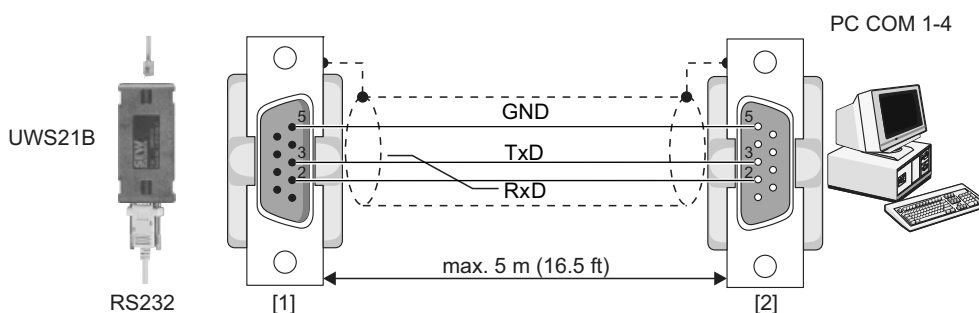 PC COM 1-4
UWS21B
5
GND
5
3
TxD
3
2
RxD
2
max. 5 m (16.5 ft)
RS232
[1]
[2]